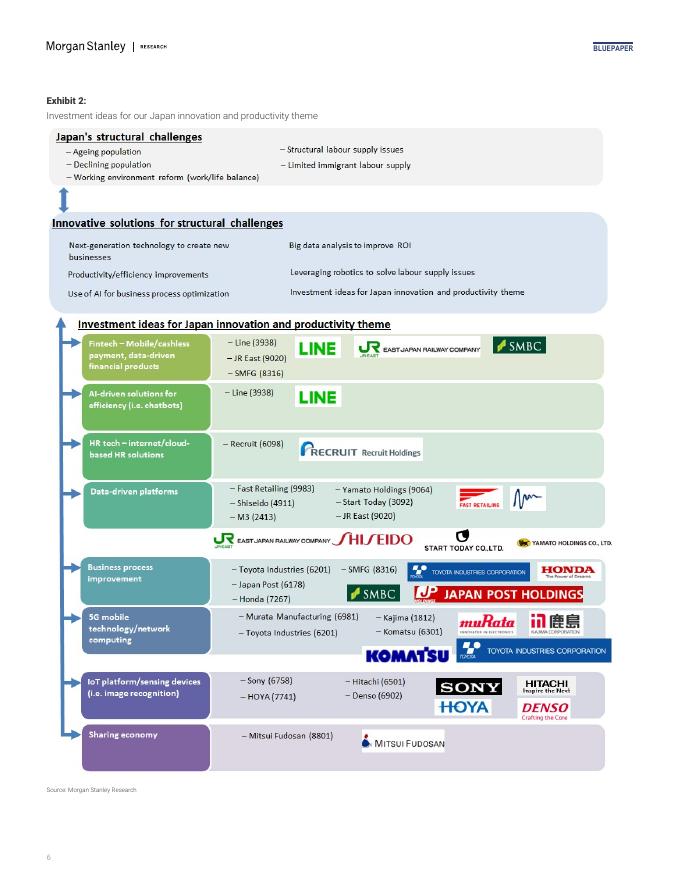 Morgan Stanley | RESEARCH
BLUEPAPER
Exhibit 2:
Investment ideas for our Japan innovation and productivity theme
Japan's structural challenges
– Ageing population
– Declining population
– Working environment reform (work/life balance)
– Structural labour supply issues
– Limited immigrant labour supply
Innovative solutions for structural challenges
Next-generation technology to create new
businesses
Productivity/efficiency improvements
Use of AI for business process optimization
Big data analysis to improve ROI
Leveraging robotics to solve labour supply issues
Investment ideas for Japan innovation and productivity theme
Investment ideas for Japan innovation and productivity theme
Fintech – Mobile/cashless
payment, data-driven
financial products
– Line (3938)
– JR East (9020)
– SMFG (8316)
LINE
JR EAST JAPAN RAILWAY COMPANY
JR-EAST
SMBC
AI-driven solutions for
efficiency (i.e. chatbots)
– Line (3938)
LINE
HR tech – internet/cloud-
based HR solutions
– Recruit (6098)
RECRUIT Recruit Holdings
Data-driven platforms
– Fast Retailing (9983)
– Shiseido (4911)
– M3 (2413)
– Yamato Holdings (9064)
– Start Today (3092)
– JR East (9020)
FAST RETAILING
JR EAST JAPAN RAILWAY COMPANY
JR-EAST
SHISEIDO
START TODAY CO.,LTD.
YAMATO HOLDINGS CO., LTD.
Business process
improvement
– Toyota Industries (6201)
– Japan Post (6178)
– Honda (7267)
– SMFG (8316)
TOYOTA INDUSTRIES CORPORATION
TOYOTA
HONDA
The Power of Dreams
SMBC
JP JAPAN POST HOLDINGS
5G mobile
technology/network
computing
– Murata Manufacturing (6981)
– Toyota Industries (6201)
– Kajima (1812)
– Komatsu (6301)
muRata
INNOVATOR IN ELECTRONICS
鹿島
KAJIMA CORPORATION
KOMATSU
TOYOTA INDUSTRIES CORPORATION
TOYOTA
IoT platform/sensing devices
(i.e. image recognition)
– Sony (6758)
– HOYA (7741)
– Hitachi (6501)
– Denso (6902)
SONY
HITACHI
Inspire the Next
HOYA
DENSO
Crafting the Core
Sharing economy
– Mitsui Fudosan (8801)
MITSUI FUDOSAN
Source: Morgan Stanley Research
6